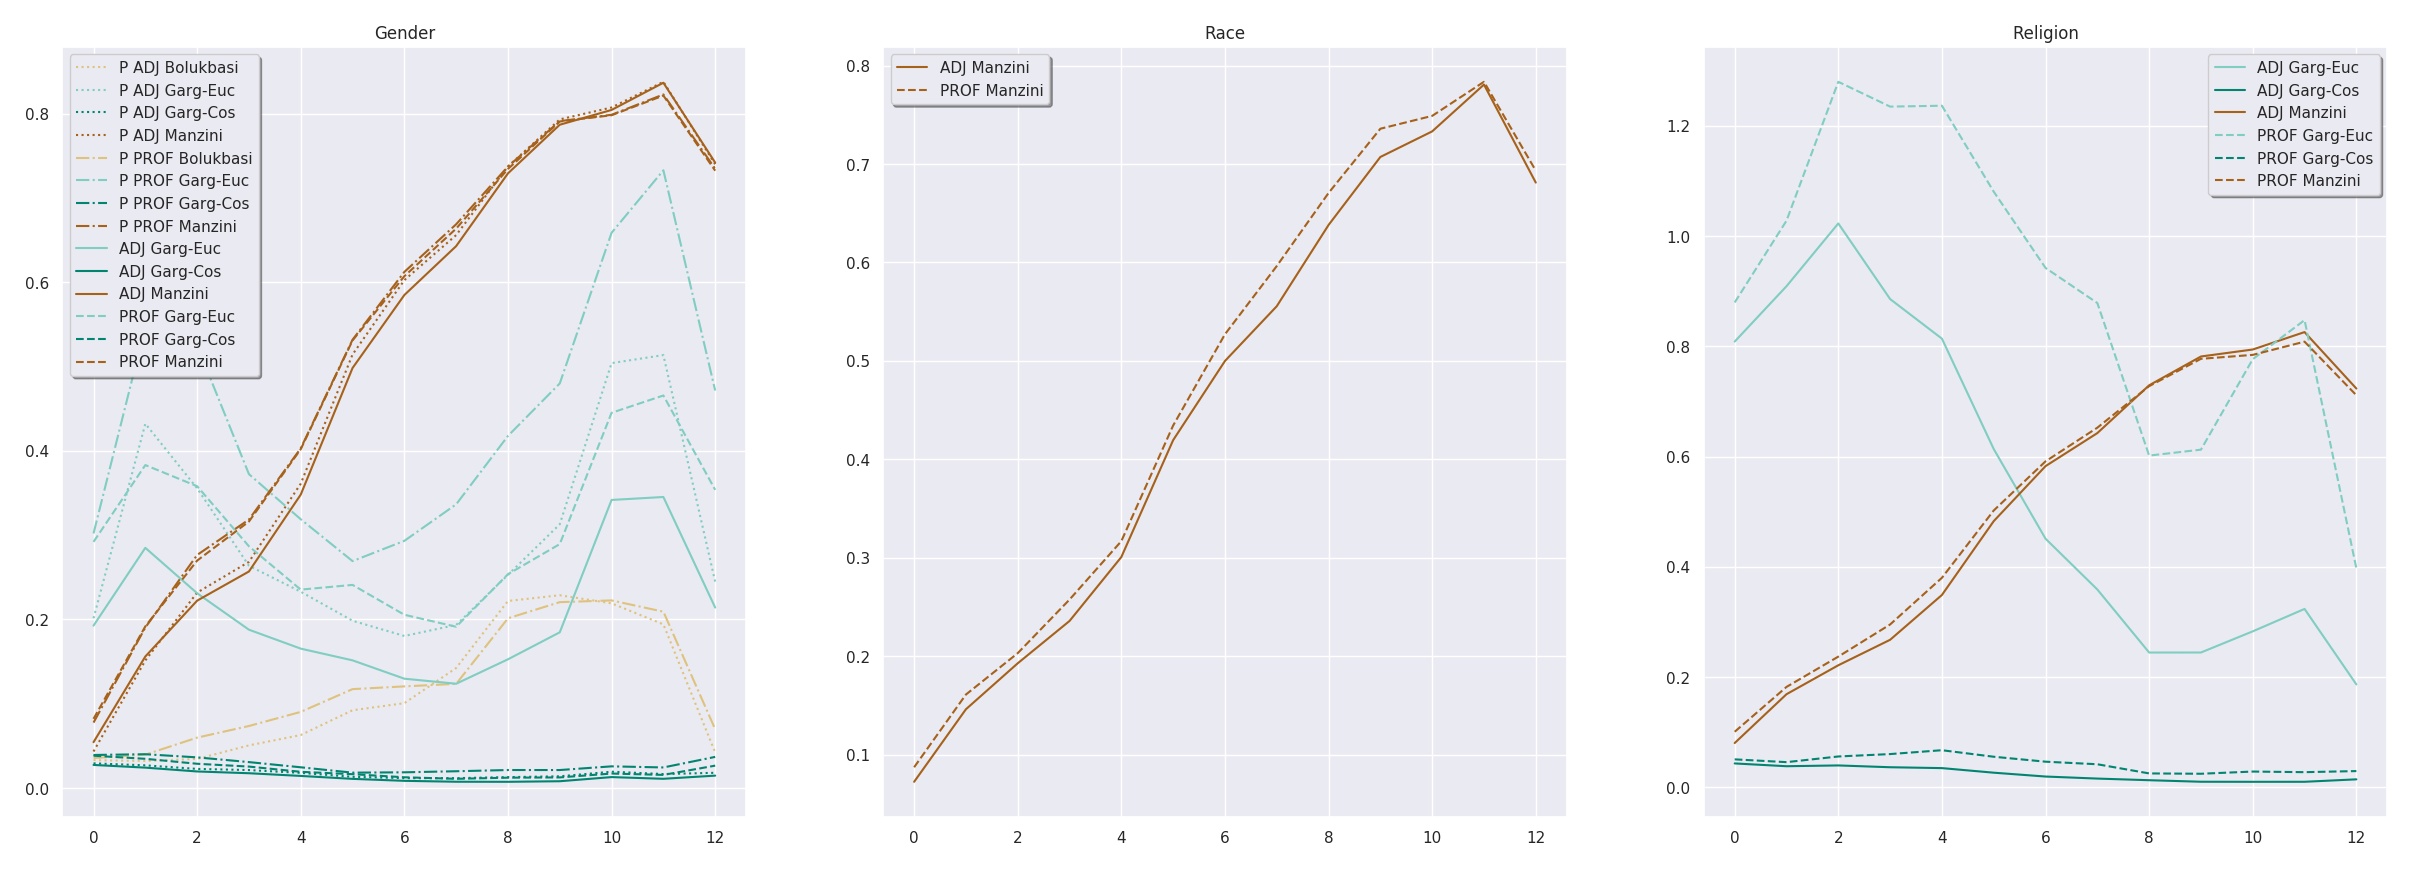 Gender
P ADJ Bolukbasi
P ADJ Garg-Euc
P ADJ Garg-Cos
P ADJ Manzini
P PROF Bolukbasi
P PROF Garg-Euc
P PROF Garg-Cos
P PROF Manzini
ADJ Garg-Euc
ADJ Garg-Cos
ADJ Manzini
PROF Garg-Euc
PROF Garg-Cos
PROF Manzini
0.8
0.6
0.4
0.2
0.0
0 2 4 6 8 10 12
Race
ADJ Manzini
PROF Manzini
0.8
0.7
0.6
0.5
0.4
0.3
0.2
0.1
0 2 4 6 8 10 12
Religion
ADJ Garg-Euc
ADJ Garg-Cos
ADJ Manzini
PROF Garg-Euc
PROF Garg-Cos
PROF Manzini
1.2
1.0
0.8
0.6
0.4
0.2
0.0
0 2 4 6 8 10 12